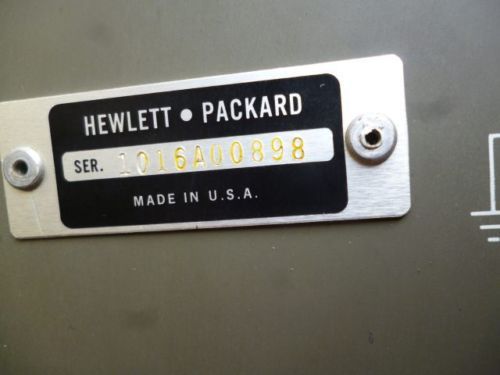 HEWLETT • PACKARD
SER. 1016A00898
MADE IN U.S.A.